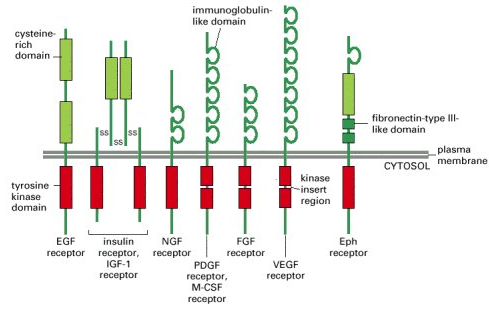 immunoglobulin-
like domain
cysteine-
rich
domain
fibronectin-type III-
like domain
ss
ss
ss
plasma
membrane
CYTOSOL
tyrosine
kinase
domain
kinase
insert
region
EGF
receptor
insulin
receptor,
IGF-1
receptor
NGF
receptor
PDGF
receptor,
M-CSF
receptor
FGF
receptor
VEGF
receptor
Eph
receptor